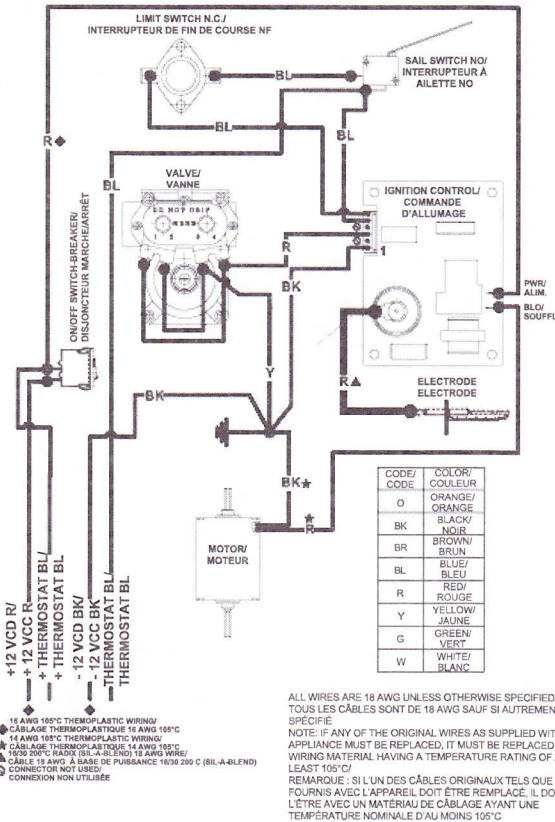 LIMIT SWITCH N.C./
INTERRUPTEUR DE FIN DE COURSE NF
SAIL SWITCH NO/
INTERRUPTEUR À
AILETTE NO
BL
BL
BL
R
BL
VALVE/
VANNE
IGNITION CONTROL/
COMMANDE
D'ALLUMAGE
ON/OFF SWITCH-BREAKER/
DISJONCTEUR MARCHE/ARRÊT
R
1
BK
PWR/
ALIM.
BLO/
SOUFFL
Y
R
ELECTRODE
ELECTRODE
BK
BK
R
MOTOR/
MOTEUR
CODE/
CODE
COLOR/
COULEUR
O
ORANGE/
ORANGE
BK
BLACK/
NOIR
BR
BROWN/
BRUN
BL
BLUE/
BLEU
R
RED/
ROUGE
Y
YELLOW/
JAUNE
G
GREEN/
VERT
W
WHITE/
BLANC
+12 VCD R/
+ 12 VCC R
+ THERMOSTAT BL/
+ THERMOSTAT BL
- 12 VCD BK/
- 12 VCC BK
THERMOSTAT BL/
THERMOSTAT BL
16 AWG 105°C THEMOPLASTIC WIRING/
CÂBLAGE THERMOPLASTIQUE 16 AWG 105°C
14 AWG 105°C THERMOPLASTIC WIRING/
CÂBLAGE THERMOPLASTIQUE 14 AWG 105°C
16/30 200°C RADIX (SIL-A-BLEND) 18 AWG WIRE/
CÂBLE 18 AWG À BASE DE PUISSANCE 16/30 200 C (SIL-A-BLEND)
CONNECTOR NOT USED/
CONNEXION NON UTILISÉE
ALL WIRES ARE 18 AWG UNLESS OTHERWISE SPECIFIED
TOUS LES CÂBLES SONT DE 18 AWG SAUF SI AUTREMEN
SPÉCIFIÉ
NOTE: IF ANY OF THE ORIGINAL WIRES AS SUPPLIED WIT
APPLIANCE MUST BE REPLACED, IT MUST BE REPLACED
WIRING MATERIAL HAVING A TEMPERATURE RATING OF A
LEAST 105°C/
REMARQUE : SI L'UN DES CÂBLES ORIGINAUX TELS QUE
FOURNIS AVEC L'APPAREIL DOIT ÊTRE REMPLACÉ, IL DO
L'ÊTRE AVEC UN MATÉRIAU DE CÂBLAGE AYANT UNE
TEMPÉRATURE NOMINALE D'AU MOINS 105°C